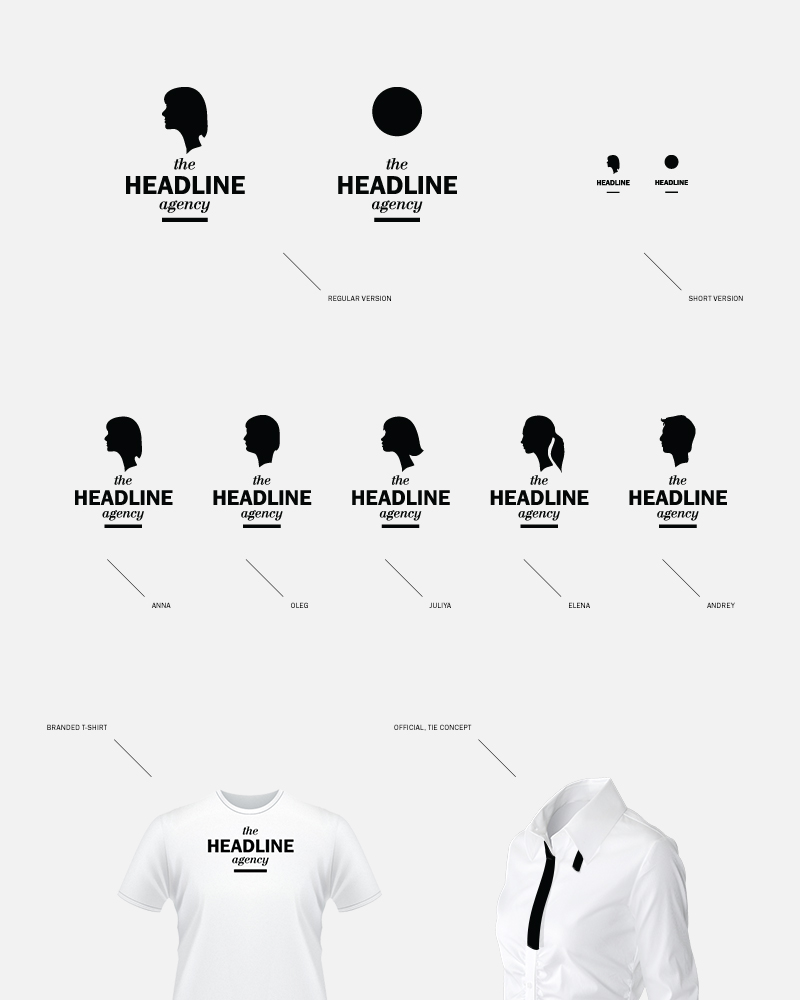 the
HEADLINE
agency
the
HEADLINE
agency
HEADLINE
HEADLINE
REGULAR VERSION
SHORT VERSION
the
HEADLINE
agency
the
HEADLINE
agency
the
HEADLINE
agency
the
HEADLINE
agency
the
HEADLINE
agency
ANNA
OLEG
JULIYA
ELENA
ANDREY
BRANDED T-SHIRT
OFFICIAL, TIE CONCEPT
the
HEADLINE
agency